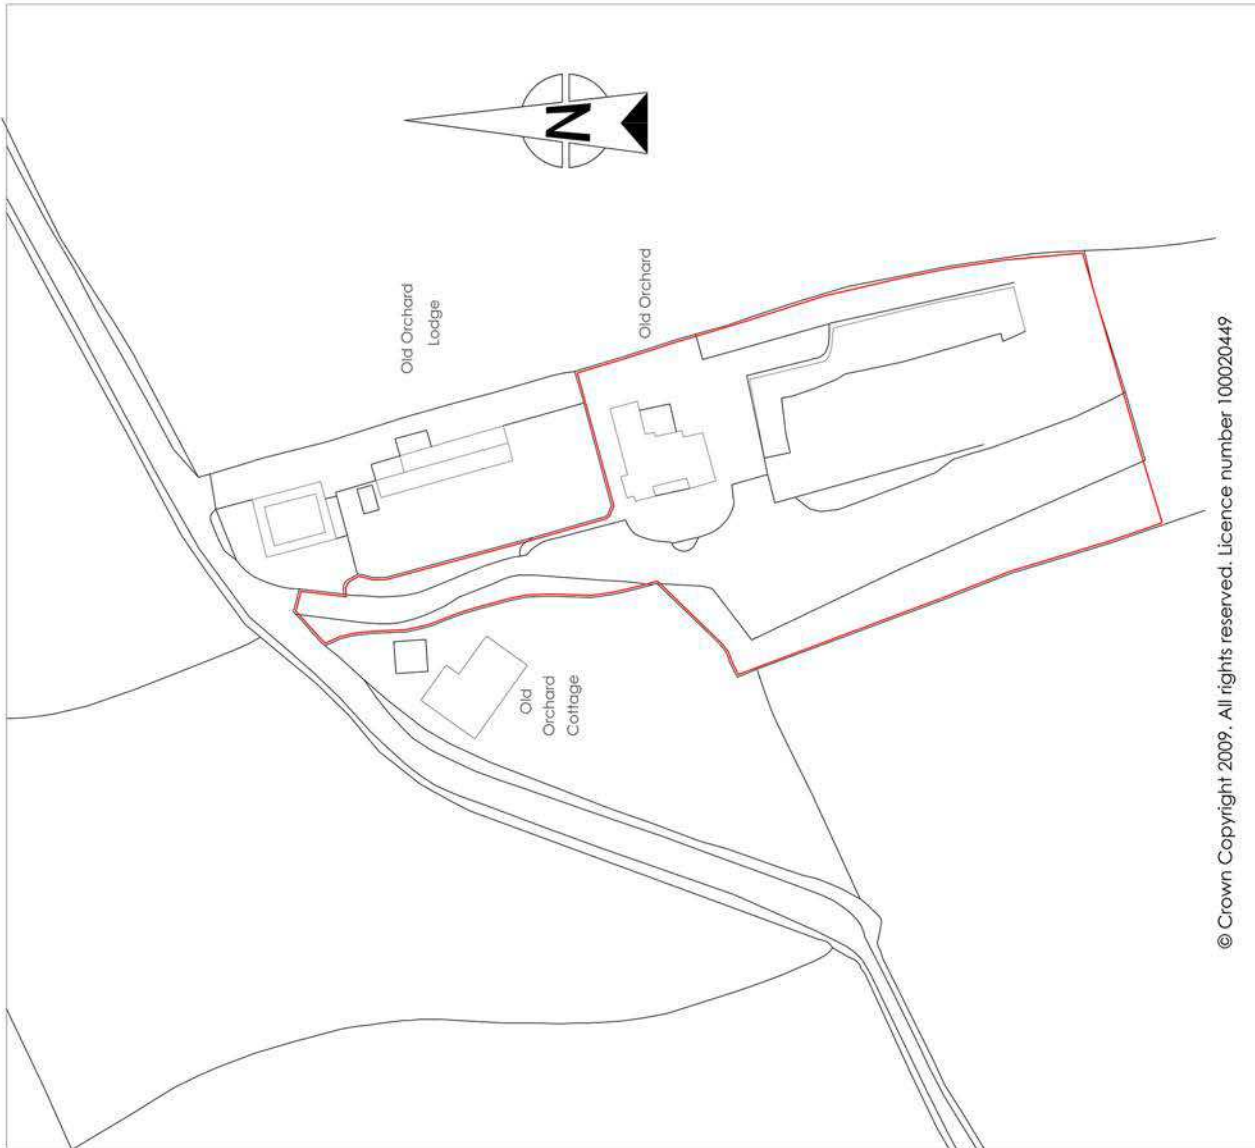 N
Old Orchard
Lodge
Old Orchard
Old
Orchard
Cottage
© Crown Copyright 2009. All rights reserved. Licence number 100020449